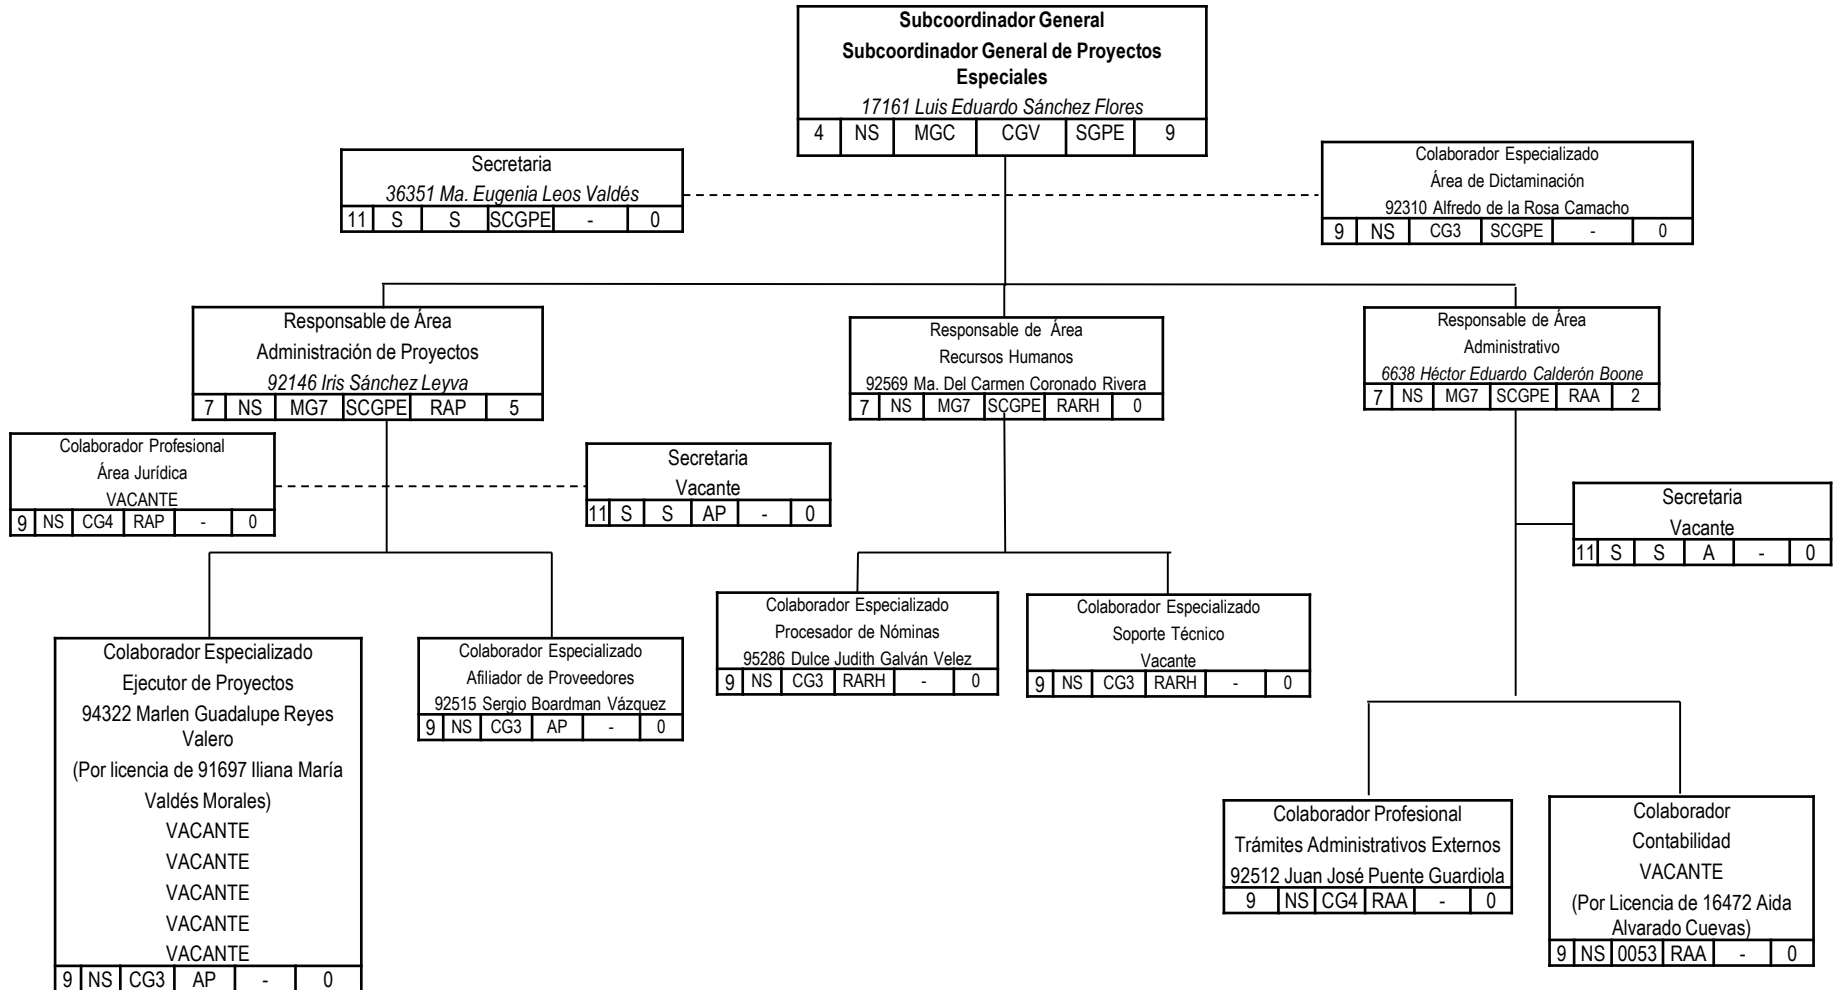 Subcoordinador General
Subcoordinador General de Proyectos
Especiales
17161 Luis Eduardo Sánchez Flores
4 NS MGC CGV SGPE 9
Secretaria
36351 Ma. Eugenia Leos Valdés
11 S S SCGPE - 0
Colaborador Especializado
Área de Dictaminación
92310 Alfredo de la Rosa Camacho
9 NS CG3 SCGPE - 0
Responsable de Área
Administración de Proyectos
92146 Iris Sánchez Leyva
7 NS MG7 SCGPE RAP 5
Responsable de Área
Recursos Humanos
92569 Ma. Del Carmen Coronado Rivera
7 NS MG7 SCGPE RARH 0
Responsable de Área
Administrativo
6638 Héctor Eduardo Calderón Boone
7 NS MG7 SCGPE RAA 2
Colaborador Profesional
Área Jurídica
VACANTE
9 NS CG4 RAP - 0
Secretaria
Vacante
11 S S AP - 0
Secretaria
Vacante
11 S S A - 0
Colaborador Especializado
Ejecutor de Proyectos
94322 Marlen Guadalupe Reyes
Valero
(Por licencia de 91697 Iliana María
Valdés Morales)
VACANTE
VACANTE
VACANTE
VACANTE
VACANTE
9 NS CG3 AP - 0
Colaborador Especializado
Afiliador de Proveedores
92515 Sergio Boardman Vázquez
9 NS CG3 AP - 0
Colaborador Especializado
Procesador de Nóminas
95286 Dulce Judith Galván Velez
9 NS CG3 RARH - 0
Colaborador Especializado
Soporte Técnico
Vacante
9 NS CG3 RARH - 0
Colaborador Profesional
Trámites Administrativos Externos
92512 Juan José Puente Guardiola
9 NS CG4 RAA - 0
Colaborador
Contabilidad
VACANTE
(Por Licencia de 16472 Aida
Alvarado Cuevas)
9 NS 0053 RAA - 0